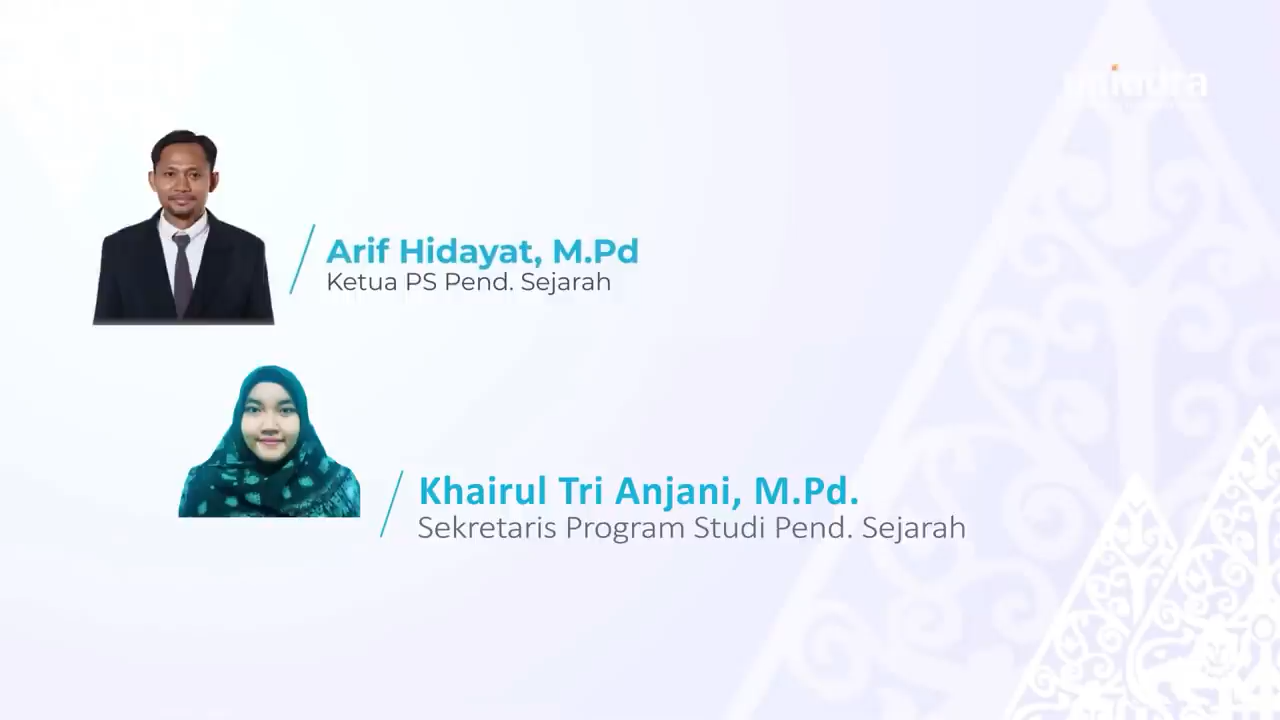 Arif Hidayat, M.Pd
Ketua PS Pend. Sejarah
Khairul Tri Anjani, M.Pd.
Sekretaris Program Studi Pend. Sejarah